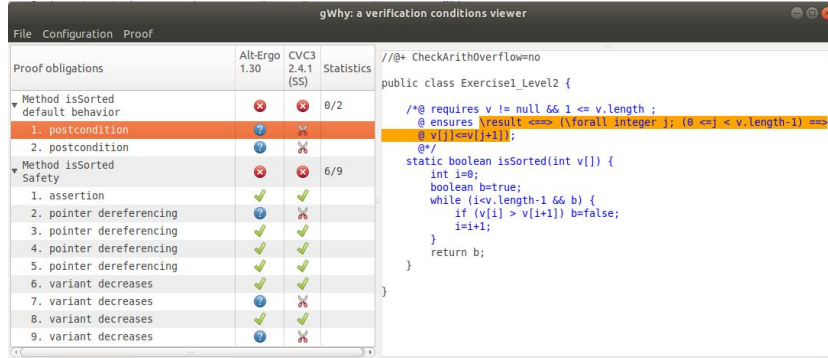 gWhy: a verification conditions viewer
File Configuration Proof
Proof obligations
Alt-Ergo
1.30
CVC3
2.4.1
(SS)
Statistics
Method isSorted
default behavior
0/2
1. postcondition
2. postcondition
Method isSorted
Safety
6/9
1. assertion
2. pointer dereferencing
3. pointer dereferencing
4. pointer dereferencing
5. pointer dereferencing
6. variant decreases
7. variant decreases
8. variant decreases
9. variant decreases
//@+ CheckArithOverflow=no
public class Exercise1_Level2 {
/*@ requires v != null && 1 <= v.length ;
@ ensures \result <==> (\forall integer j; (0 <=j < v.length-1) ==>
@ v[j]<=v[j+1]);
@*/
static boolean isSorted(int v[]) {
int i=0;
boolean b=true;
while (i<v.length-1 && b) {
if (v[i] > v[i+1]) b=false;
i=i+1;
}
return b;
}
}